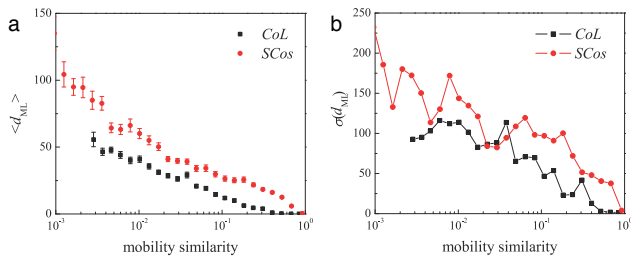 a
150
100
50
0
<d_ML>
CoL
SCos
10^-3
10^-2
10^-1
10^0
mobility similarity
b
250
200
150
100
50
0
σ(d_ML)
CoL
SCos
10^-3
10^-2
10^-1
10^0
mobility similarity